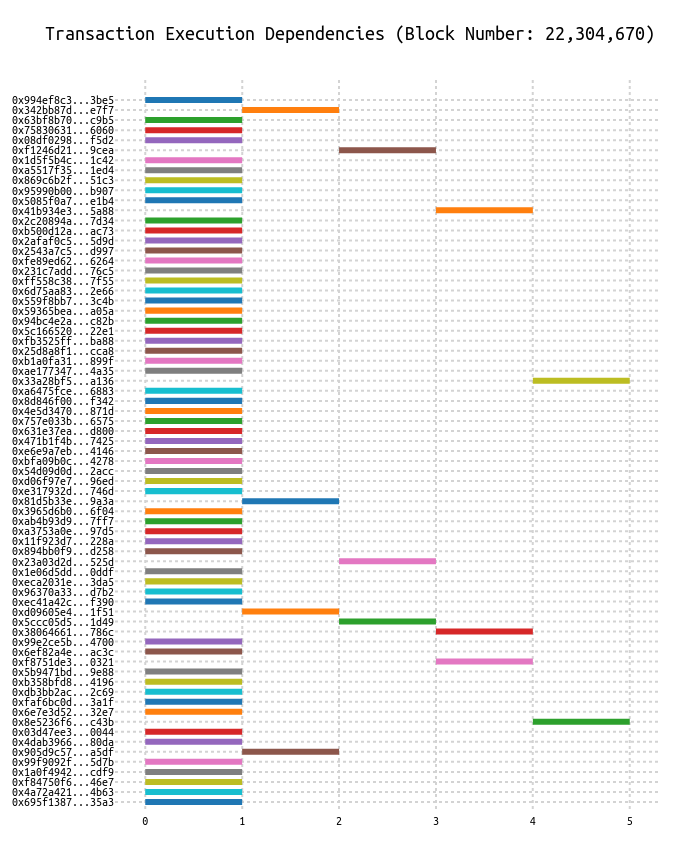 Transaction Execution Dependencies (Block Number: 22,304,670)
0x994ef8c3...3be5
0x342bb87d...e7f7
0x63bf8b70...c9b5
0x75830631...6060
0x08df0298...f5d2
0xf1246d21...9cea
0x1d5f5b4c...1c42
0xa5517f35...1ed4
0x869c6b2f...51c3
0x95990b00...b907
0x5085f0a7...e1b4
0x41b934e3...5a88
0x2c20894a...7d34
0xb500d12a...ac73
0x2afaf0c5...5d9d
0x2543a7c5...d997
0xfe89ed62...6264
0x231c7add...76c5
0xff558c38...7f55
0x6d75aa83...2e66
0x559f8bb7...3c4b
0x59365bea...a05a
0x94bc4e2a...c82b
0x5c166520...22e1
0xfb3525ff...ba88
0x25d8a8f1...cca8
0xb1a0fa31...899f
0xae177347...4a35
0x33a28bf5...a136
0xa6475fce...6883
0x8d846f00...f342
0x4e5d3470...871d
0x757e033b...6575
0x631e37ea...d800
0x471b1f4b...7425
0xe6e9a7eb...4146
0xbfa09b0c...4278
0x54d09d0d...2acc
0xd06f97e7...96ed
0xe317932d...746d
0x81d5b33e...9a3a
0x3965d6b0...6f04
0xab4b93d9...7ff7
0xa3753a0e...97d5
0x11f923d7...228a
0x894bb0f9...d258
0x23a03d2d...525d
0x1e06d5dd...0ddf
0xeca2031e...3da5
0x96370a33...d7b2
0xec41a42c...f390
0xd09605e4...1f51
0x5ccc05d5...1d49
0x38064661...786c
0x99e2ce5b...4700
0x6ef82a4e...ac3c
0xf8751de3...0321
0x5b9471bd...9e88
0xb358bfd8...4196
0xdb3bb2ac...2c69
0xfaf6bc0d...3a1f
0x6e7e3d52...32e7
0x8e5236f6...c43b
0x03d47ee3...0044
0x4dab3966...80da
0x905d9c57...a5df
0x99f9092f...5d7b
0x1a0f4942...cdf9
0xf84750f6...46e7
0x4a72a421...4b63
0x695f1387...35a3
0 1 2 3 4 5